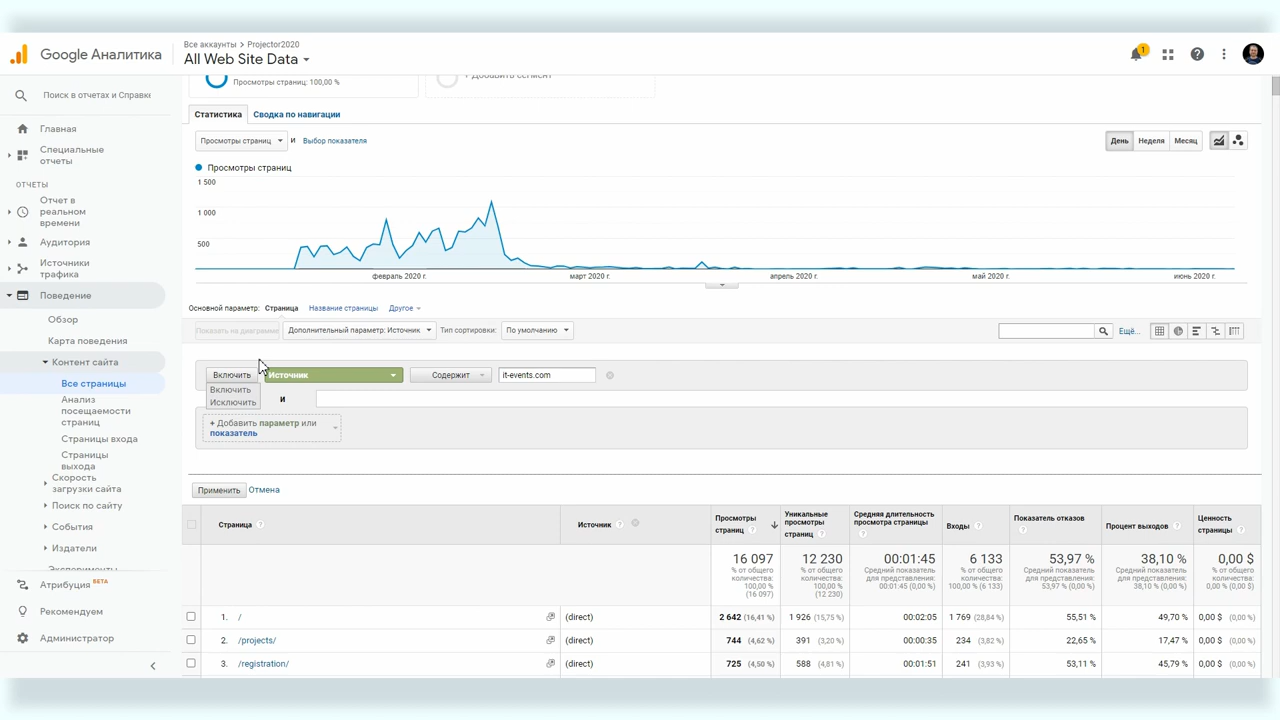 Google Аналитика
Все аккаунты > Projector2020
All Web Site Data
1
Поиск в отчетах и Справке
Главная
Специальные
отчеты
ОТЧЕТЫ
Отчет в
реальном
времени
Аудитория
Источники
трафика
Поведение
Обзор
Карта поведения
Контент сайта
Все страницы
Анализ
посещаемости
страниц
Страницы входа
Страницы
выхода
Скорость
загрузки сайта
Поиск по сайту
События
Издатели
Эксперименты
Атрибуция BETA
Рекомендуем
Администратор
Просмотры страниц: 100,00 %
+ Добавить сегмент
Статистика
Сводка по навигации
Просмотры страниц
и
Выбор показателя
День
Неделя
Месяц
Просмотры страниц
1 500
1 000
500
февраль 2020 г.
март 2020 г.
апрель 2020 г.
май 2020 г.
июнь 2020 г.
Основной параметр: Страница Название страницы Другое
Показать на диаграмме
Дополнительный параметр: Источник
Тип сортировки:
По умолчанию
Ещё...
Включить
Источник
Содержит
it-events.com
Включить
Исключить
и
+ Добавить параметр или
показатель
Применить
Отмена
Страница ?
Источник ?
Просмотры
страниц ?
Уникальные
просмотры
страниц ?
Средняя длительность
просмотра страницы
?
Входы ?
Показатель отказов
?
Процент выходов ?
Ценность
страницы ?
16 097
% от общего
количества:
100,00 %
(16 097)
12 230
% от общего
количества:
100,00 %
(12 230)
00:01:45
Средний показатель
для представления:
00:01:45 (0,00 %)
6 133
% от общего
количества:
100,00 % (6 133)
53,97 %
Средний показатель
для представления:
53,97 % (0,00 %)
38,10 %
Средний показатель
для представления:
38,10 % (0,00 %)
0,00 $
% от общего
количества:
0,00 % (0,00 $)
1. / (direct) 2 642 (16,41 %) 1 926 (15,75 %) 00:02:05 1 769 (28,84 %) 55,51 % 49,70 % 0,00 $ (0,00 %)
2. /projects/ (direct) 744 (4,62 %) 391 (3,20 %) 00:00:35 234 (3,82 %) 22,65 % 17,47 % 0,00 $ (0,00 %)
3. /registration/ (direct) 725 (4,50 %) 588 (4,81 %) 00:01:51 241 (3,93 %) 53,11 % 45,79 % 0,00 $ (0,00 %)